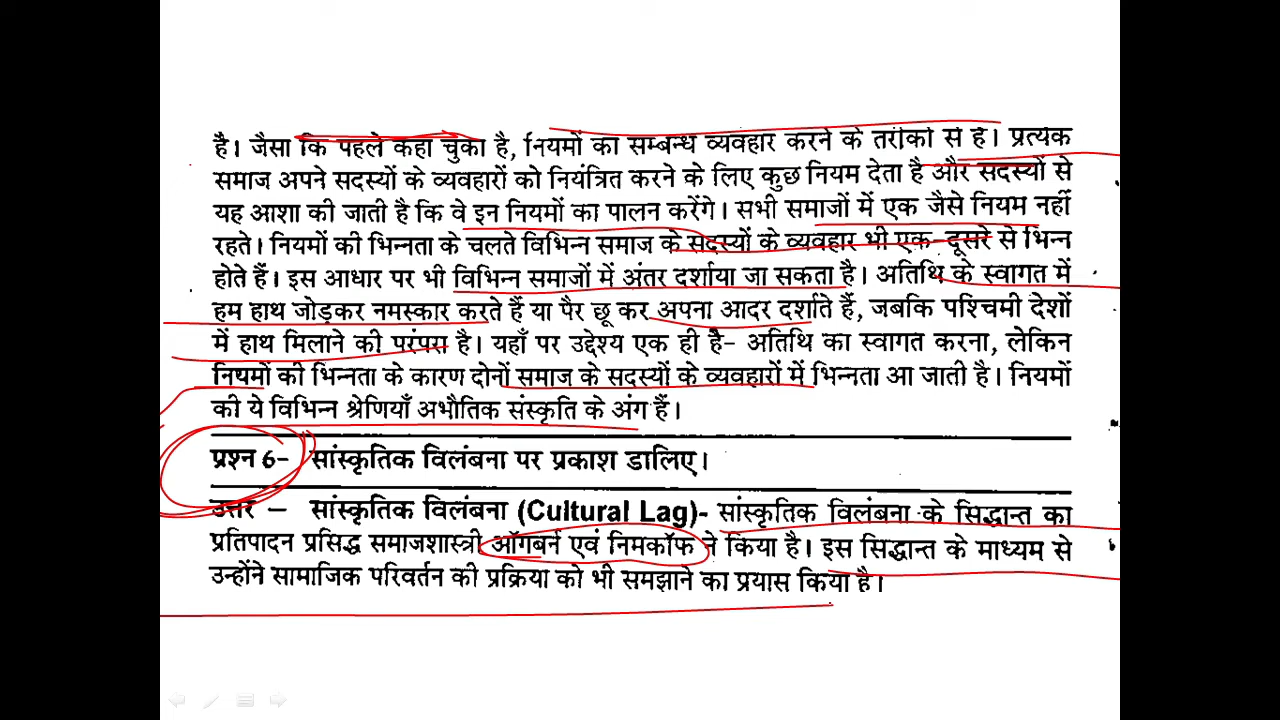 है। जैसा कि पहले कहा चुका है, नियमों का सम्बन्ध व्यवहार करने के तरीकों से है। प्रत्येक
समाज अपने सदस्यों के व्यवहारों को नियंत्रित करने के लिए कुछ नियम देता है और सदस्यों से
यह आशा की जाती है कि वे इन नियमों का पालन करेंगे। सभी समाजों में एक जैसे नियम नहीं
रहते। नियमों की भिन्नता के चलते विभिन्न समाज के सदस्यों के व्यवहार भी एक-दूसरे से भिन्न
होते हैं। इस आधार पर भी विभिन्न समाजों में अंतर दर्शाया जा सकता है। अतिथि के स्वागत में
हम हाथ जोड़कर नमस्कार करते हैं या पैर छू कर अपना आदर दर्शाते हैं, जबकि पश्चिमी देशों
में हाथ मिलाने की परंपरा है। यहाँ पर उद्देश्य एक ही है- अतिथि का स्वागत करना, लेकिन
नियमों की भिन्नता के कारण दोनों समाज के सदस्यों के व्यवहारों में भिन्नता आ जाती है। नियमों
की ये विभिन्न श्रेणियाँ अभौतिक संस्कृति के अंग हैं।
प्रश्न 6- सांस्कृतिक विलंबना पर प्रकाश डालिए।
उत्तर – सांस्कृतिक विलंबना (Cultural Lag)- सांस्कृतिक विलंबना के सिद्धान्त का
प्रतिपादन प्रसिद्ध समाजशास्त्री ऑगबर्न एवं निमकॉफ ने किया है। इस सिद्धान्त के माध्यम से
उन्होंने सामाजिक परिवर्तन की प्रक्रिया को भी समझाने का प्रयास किया है।